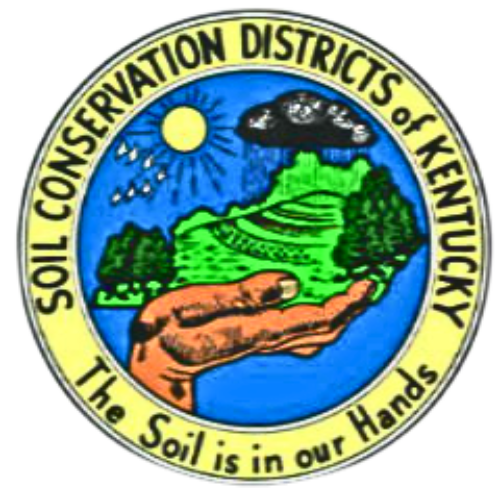 SOIL CONSERVATION DISTRICTS of KENTUCKY
The Soil is in our Hands